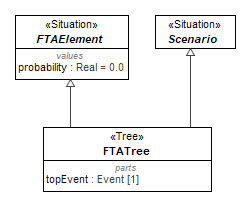 «Situation»
FTAElement
values
probability : Real = 0.0
«Situation»
Scenario
«Tree»
FTATree
parts
topEvent : Event [1]